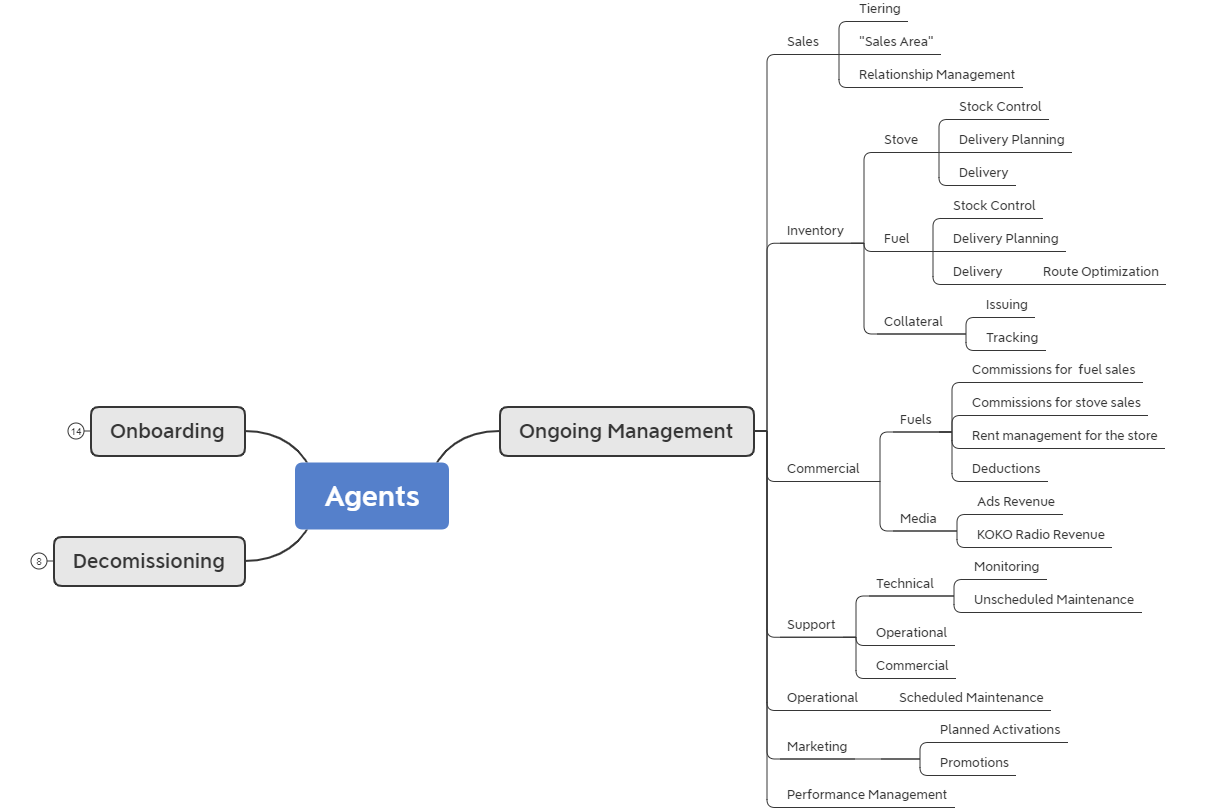 Agents
Onboarding
14
Decomissioning
8
Ongoing Management
Sales
Tiering
"Sales Area"
Relationship Management
Inventory
Stove
Stock Control
Delivery Planning
Delivery
Fuel
Stock Control
Delivery Planning
Delivery
Route Optimization
Collateral
Issuing
Tracking
Commercial
Fuels
Commissions for fuel sales
Commissions for stove sales
Rent management for the store
Deductions
Media
Ads Revenue
KOKO Radio Revenue
Support
Technical
Monitoring
Unscheduled Maintenance
Operational
Commercial
Operational
Scheduled Maintenance
Marketing
Planned Activations
Promotions
Performance Management